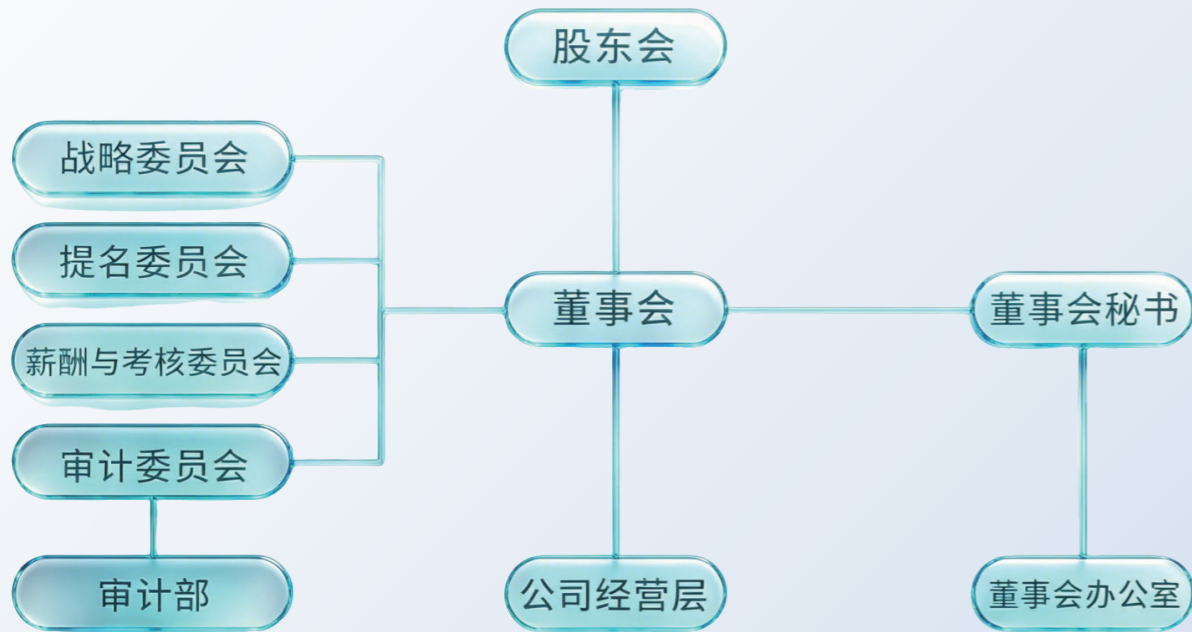 股东会
战略委员会
提名委员会
薪酬与考核委员会
审计委员会
审计部
董事会
公司经营层
董事会秘书
董事会办公室